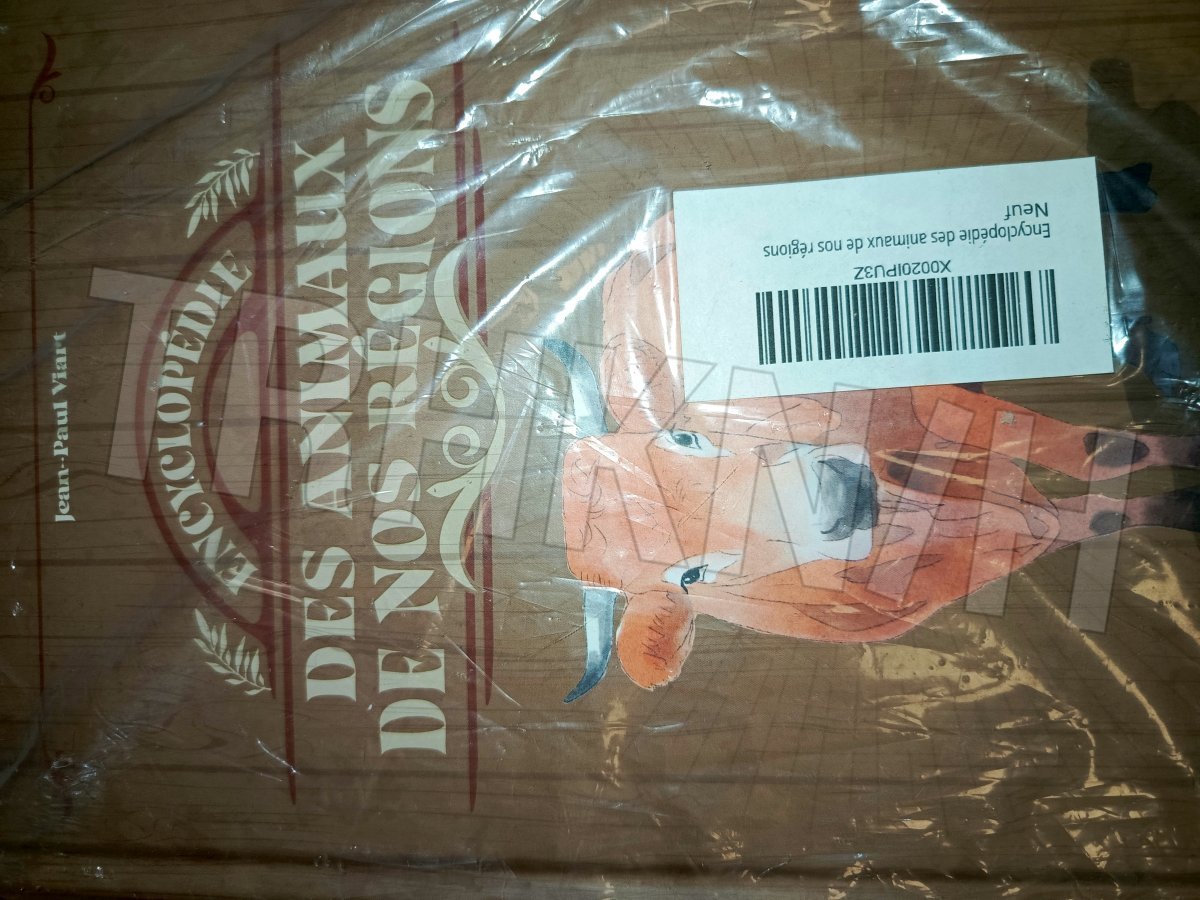 Jean-Paul Viart
ENCYCLOPÉDIE
DES ANIMAUX
DE NOS RÉGIONS
X0020IPU3Z
Encyclopédie des animaux de nos régions
Neuf